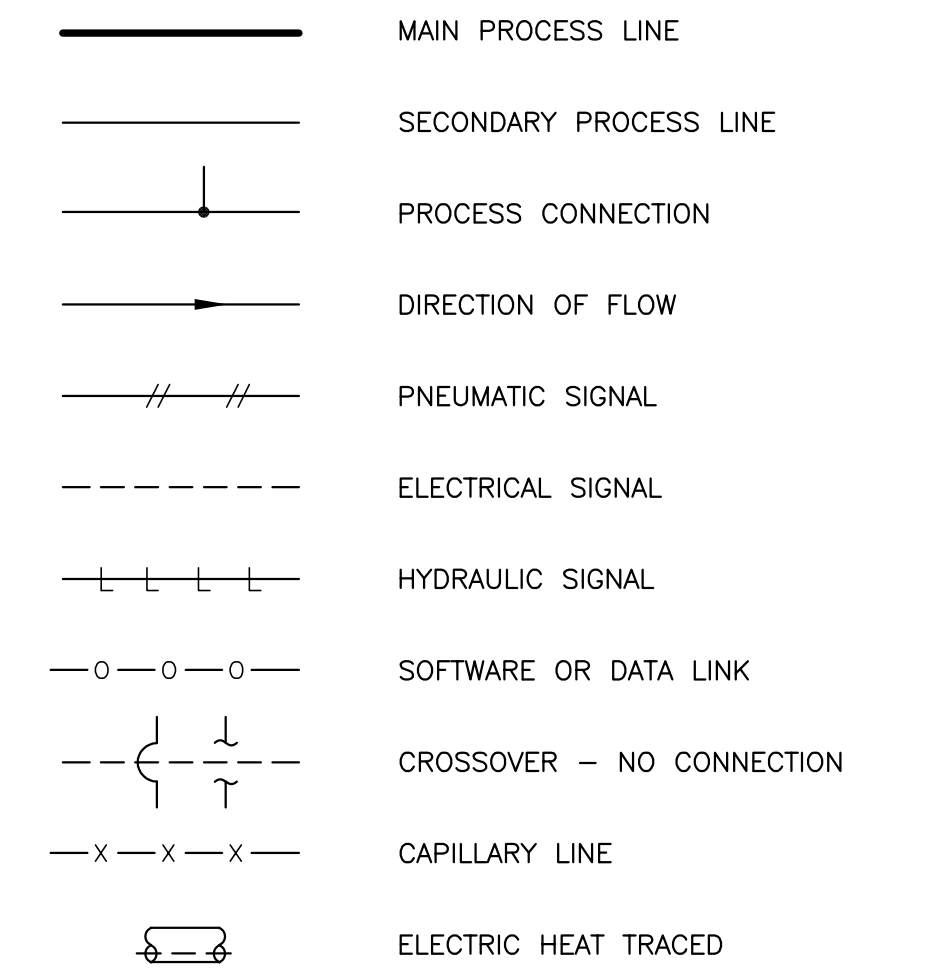 MAIN PROCESS LINE
SECONDARY PROCESS LINE
PROCESS CONNECTION
DIRECTION OF FLOW
PNEUMATIC SIGNAL
ELECTRICAL SIGNAL
L L L L HYDRAULIC SIGNAL
O O O SOFTWARE OR DATA LINK
CROSSOVER – NO CONNECTION
X X X CAPILLARY LINE
ELECTRIC HEAT TRACED